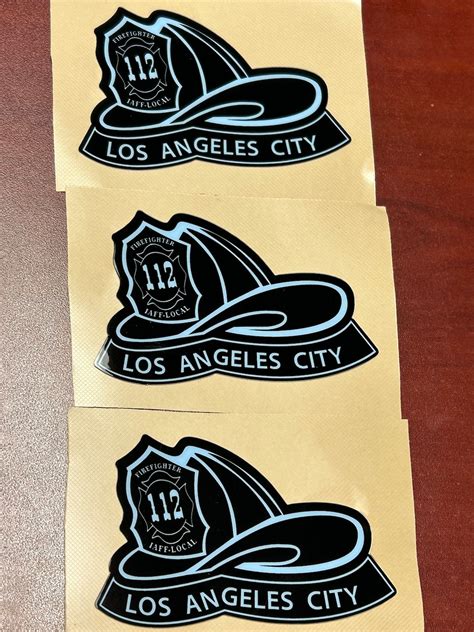 FIREFIGHTER
112
IAFF-LOCAL
LOS ANGELES CITY
FIREFIGHTER
112
IAFF-LOCAL
LOS ANGELES CITY
FIREFIGHTER
112
IAFF-LOCAL
LOS ANGELES CITY